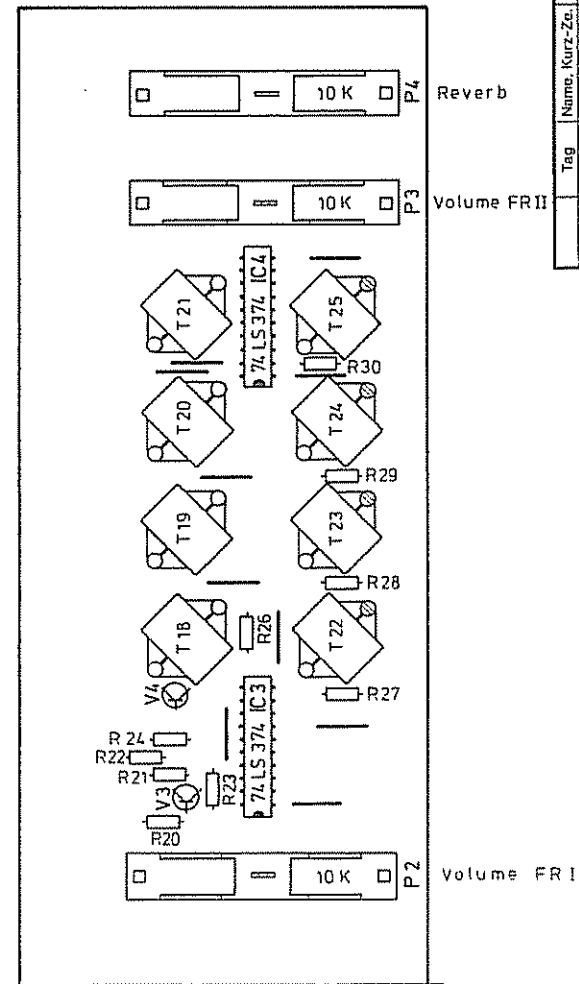 Name, Kurz-Ze.
Tag
10 K
P4
Reverb
10 K
P3
Volume FR II
T 21
74 LS 374 IC4
T 25
R30
T 20
T 24
R29
T 19
T 23
R28
T 18
R26
T 22
V4
R27
R 24
R22
R21
V3
R23
74 LS 374 IC3
R20
10 K
P2
Volume FR I